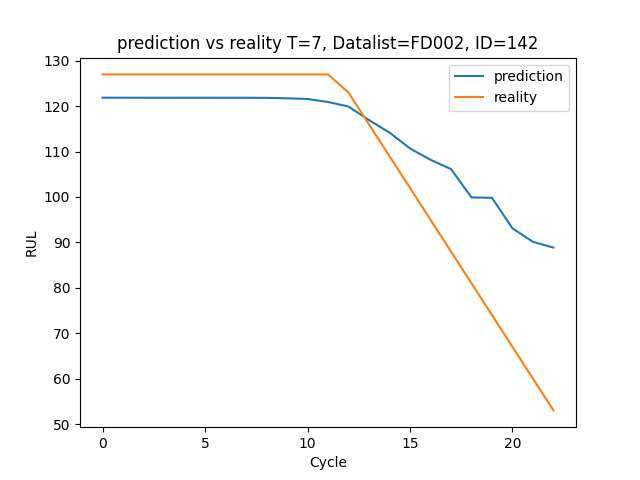 prediction vs reality T=7, Datalist=FD002, ID=142
prediction
reality
130
120
110
100
90
80
70
60
50
RUL
0 5 10 15 20
Cycle